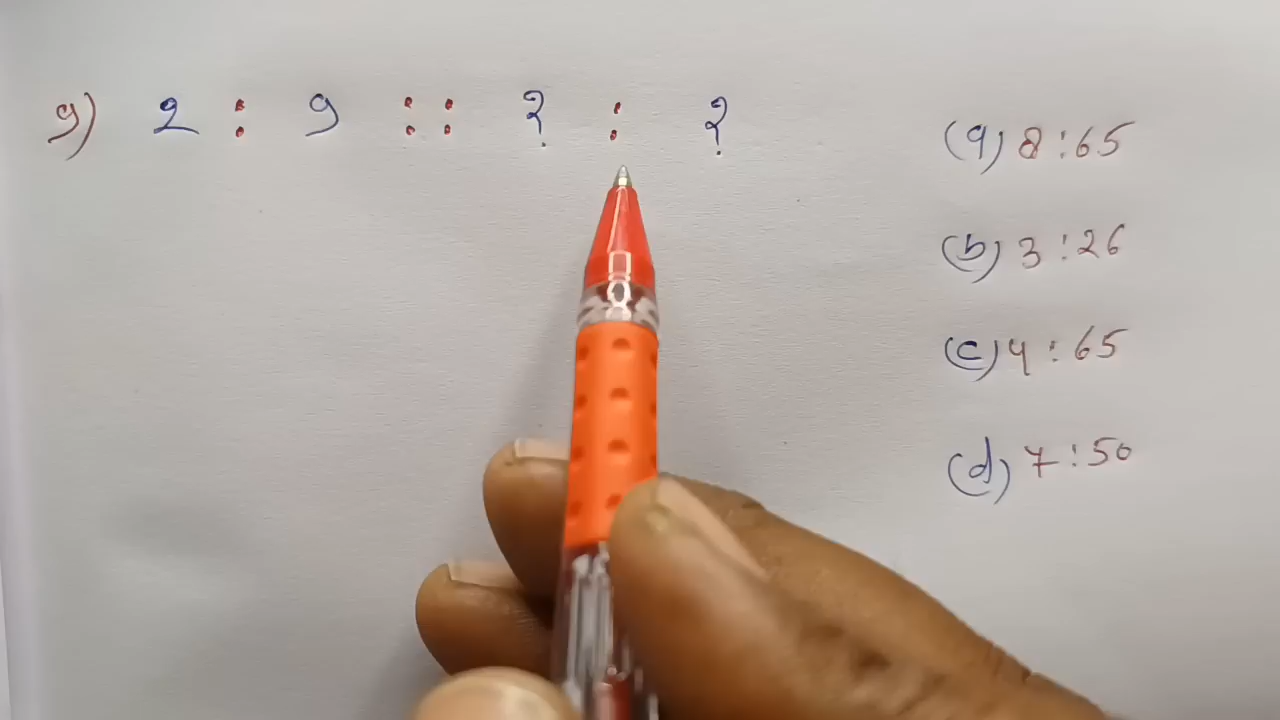 9) 2 : 9 :: ? : ?
(a) 8 : 65
(b) 3 : 26
(c) 4 : 65
(d) 7 : 50